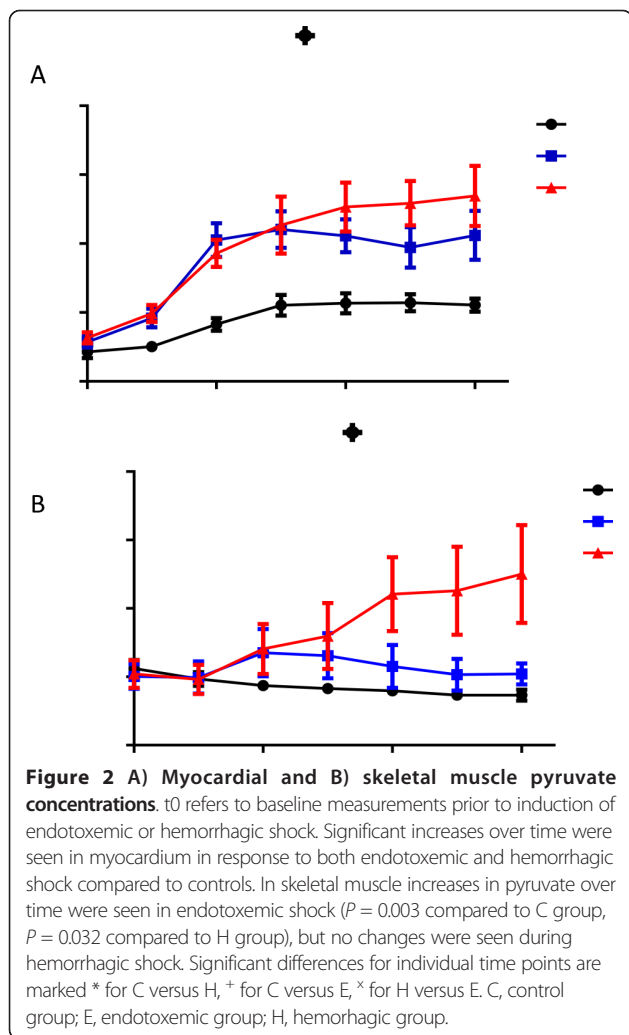 A
B
Figure 2 A) Myocardial and B) skeletal muscle pyruvate
concentrations. t0 refers to baseline measurements prior to induction of
endotoxemic or hemorrhagic shock. Significant increases over time were
seen in myocardium in response to both endotoxemic and hemorrhagic
shock compared to controls. In skeletal muscle increases in pyruvate over
time were seen in endotoxemic shock (P = 0.003 compared to C group,
P = 0.032 compared to H group), but no changes were seen during
hemorrhagic shock. Significant differences for individual time points are
marked * for C versus H, + for C versus E, x for H versus E. C, control
group; E, endotoxemic group; H, hemorrhagic group.